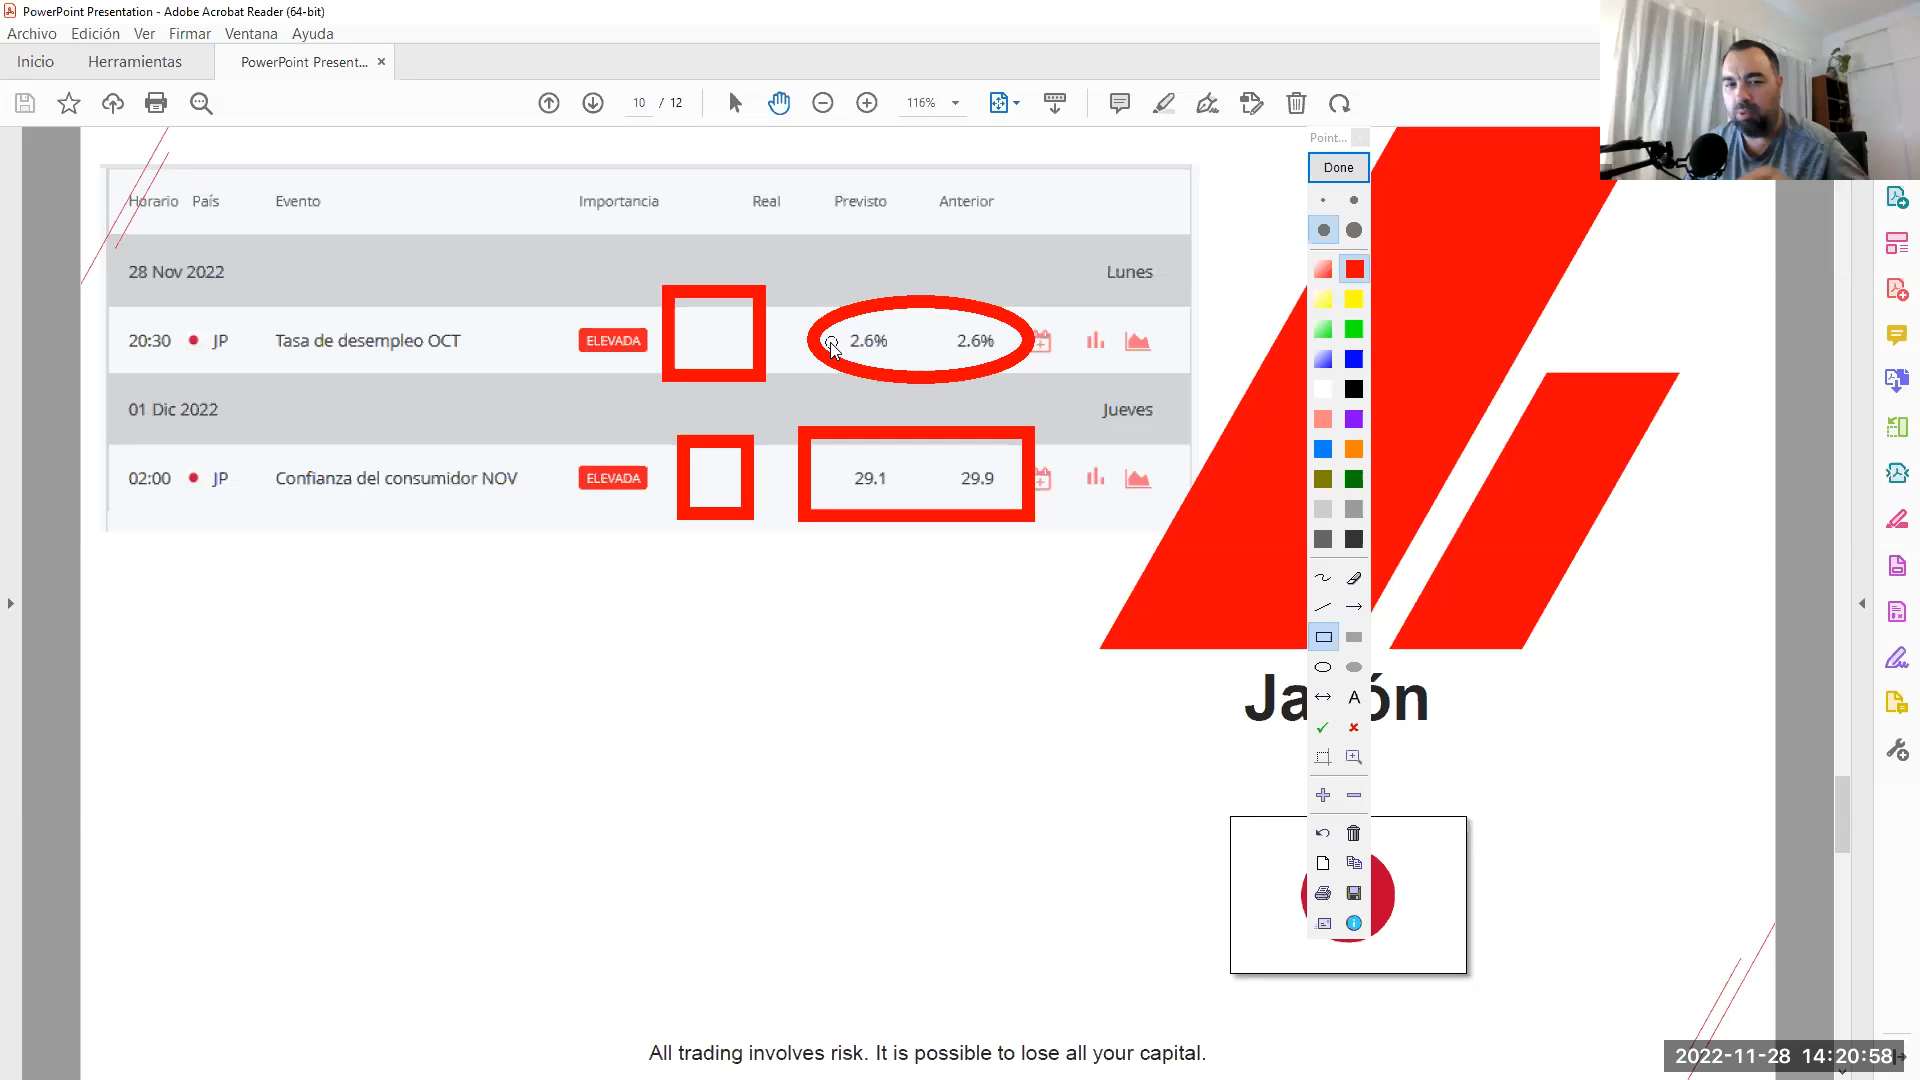 PowerPoint Presentation - Adobe Acrobat Reader (64-bit)
Archivo Edición Ver Firmar Ventana Ayuda
Inicio Herramientas PowerPoint Present...
10 / 12 116%
Point...
Done
Horario País Evento Importancia Real Previsto Anterior
28 Nov 2022 Lunes
20:30 JP Tasa de desempleo OCT ELEVADA 2.6% 2.6%
01 Dic 2022 Jueves
02:00 JP Confianza del consumidor NOV ELEVADA 29.1 29.9
A
All trading involves risk. It is possible to lose all your capital.
2022-11-28 14:20:58